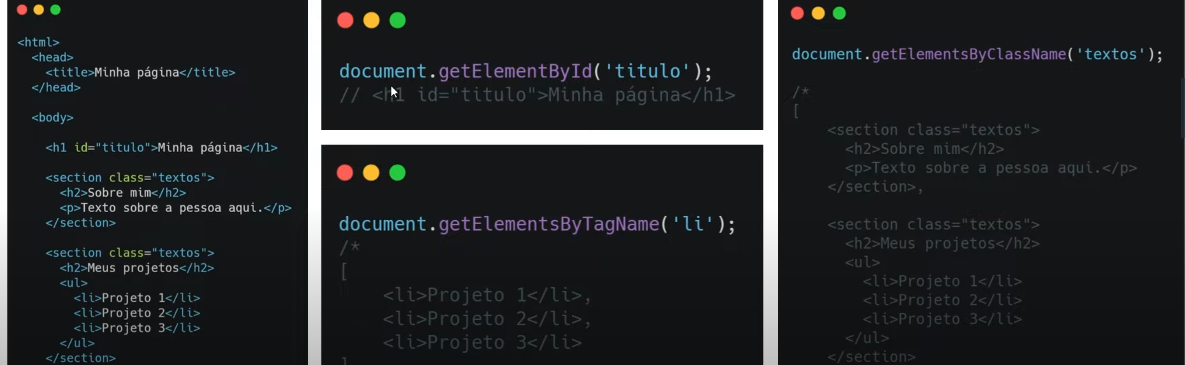 <html>
<head>
<title>Minha página</title>
</head>
<body>
<h1 id="titulo">Minha página</h1>
<section class="textos">
<h2>Sobre mim</h2>
<p>Texto sobre a pessoa aqui.</p>
</section>
<section class="textos">
<h2>Meus projetos</h2>
<ul>
<li>Projeto 1</li>
<li>Projeto 2</li>
<li>Projeto 3</li>
</ul>
</section>
document.getElementById('titulo');
// <h1 id="titulo">Minha página</h1>
document.getElementsByTagName('li');
/*
[
<li>Projeto 1</li>,
<li>Projeto 2</li>,
<li>Projeto 3</li>
]
document.getElementsByClassName('textos');
/*
[
<section class="textos">
<h2>Sobre mim</h2>
<p>Texto sobre a pessoa aqui.</p>
</section>,
<section class="textos">
<h2>Meus projetos</h2>
<ul>
<li>Projeto 1</li>
<li>Projeto 2</li>
<li>Projeto 3</li>
</ul>
</section>